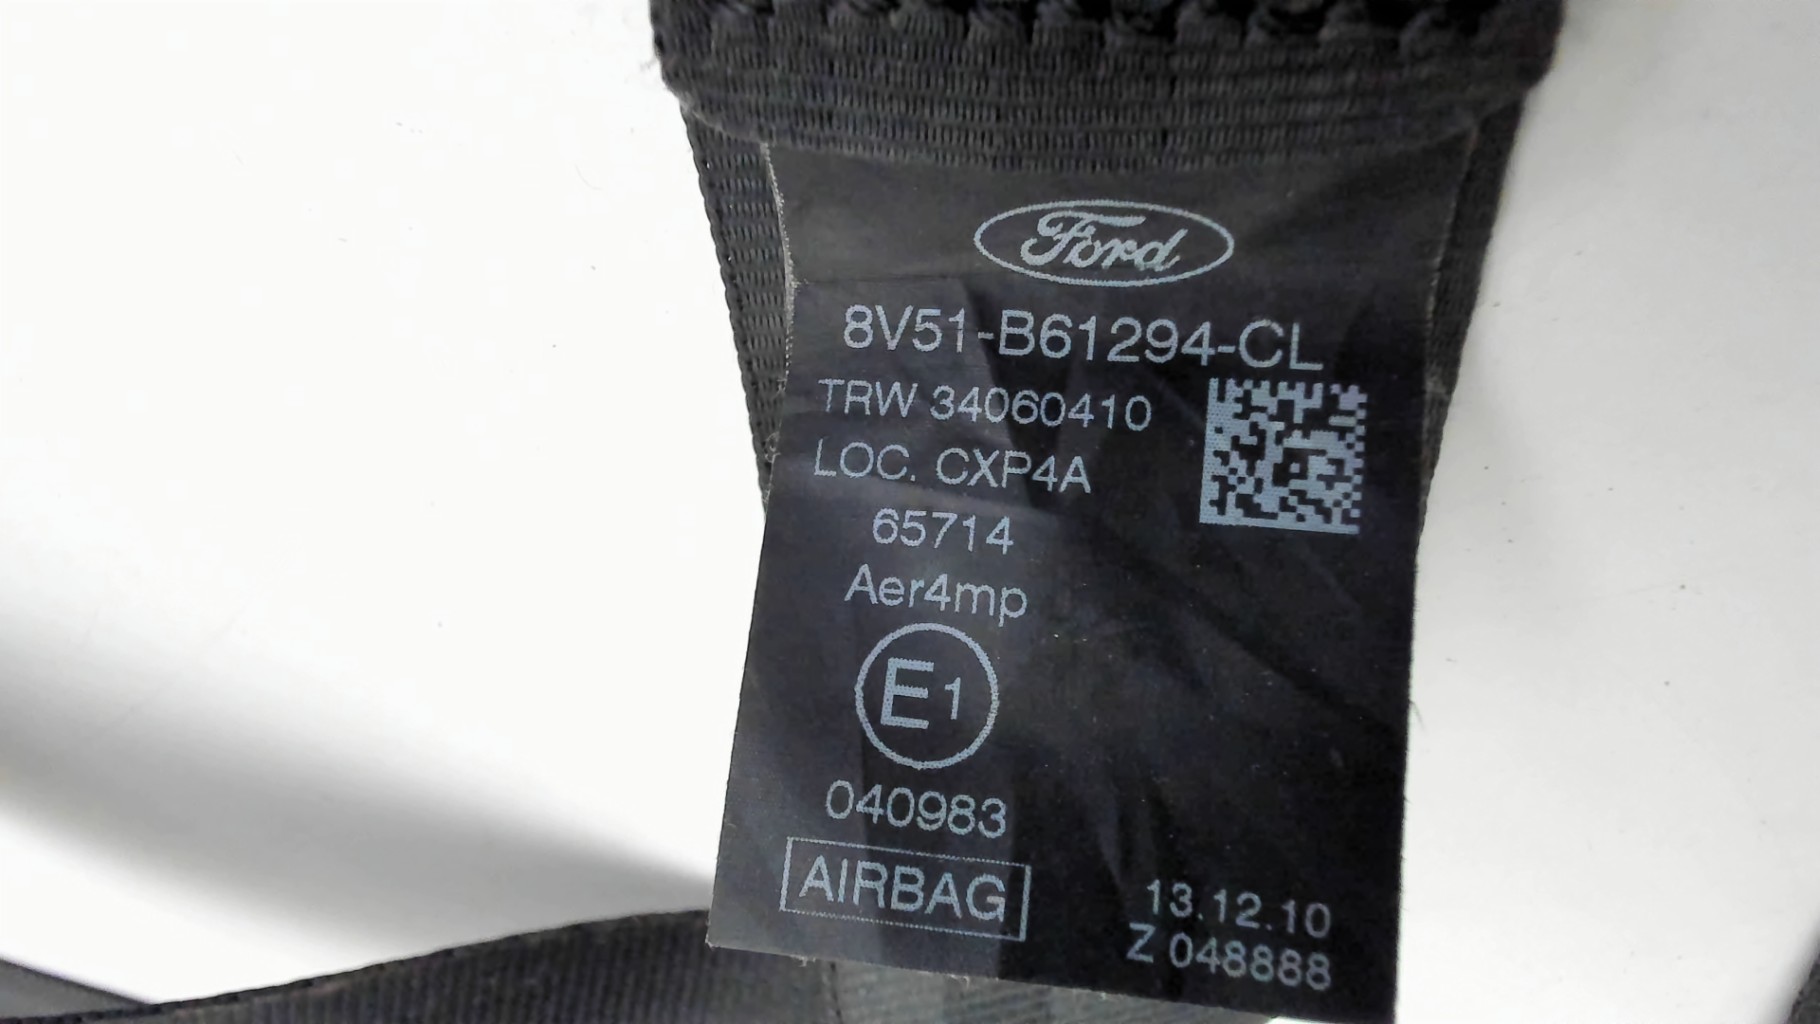 Ford
8V51-B61294-CL
TRW 34060410
LOC. CXP4A
65714
Aer4mp
E1
040983
AIRBAG
13.12.10
Z 048888